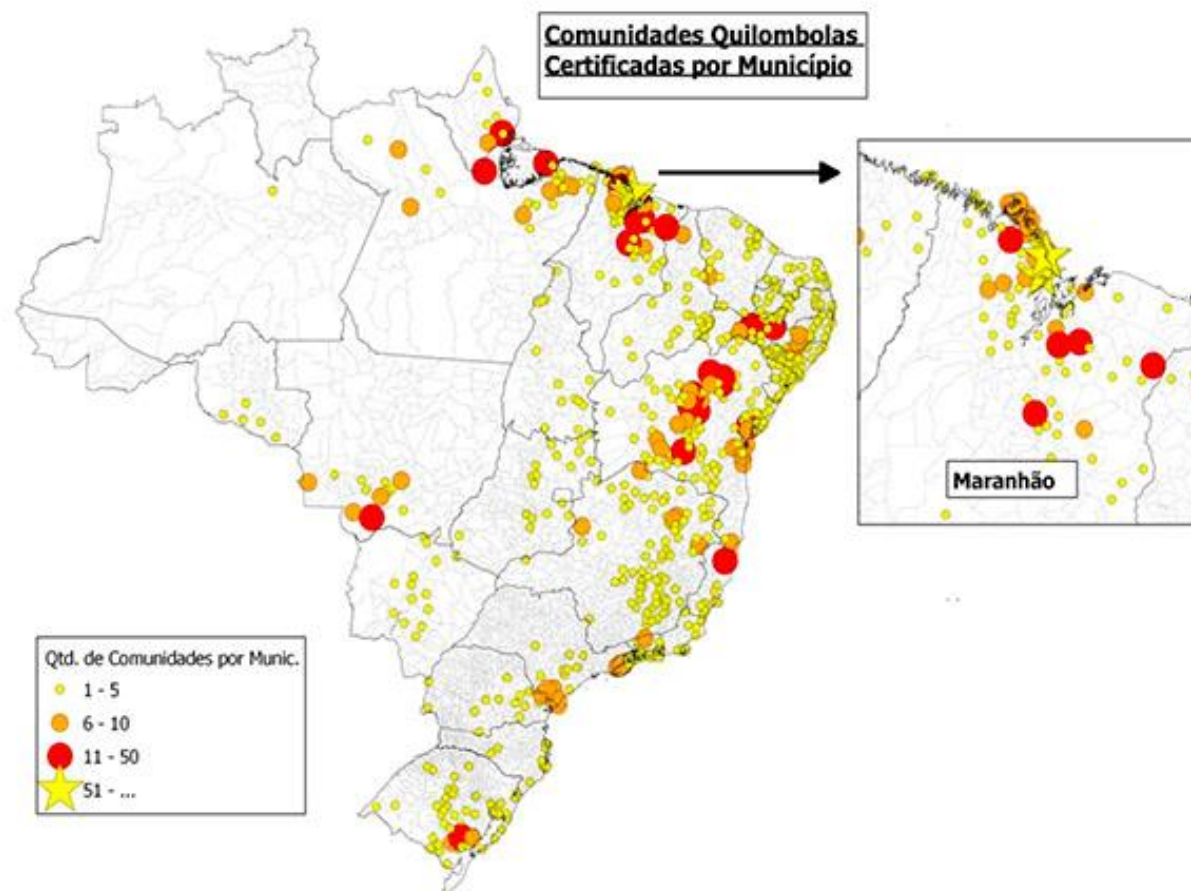 Comunidades Quilombolas
Certificadas por Município
Maranhão
Qtd. de Comunidades por Munic.
1 - 5
6 - 10
11 - 50
51 - ...